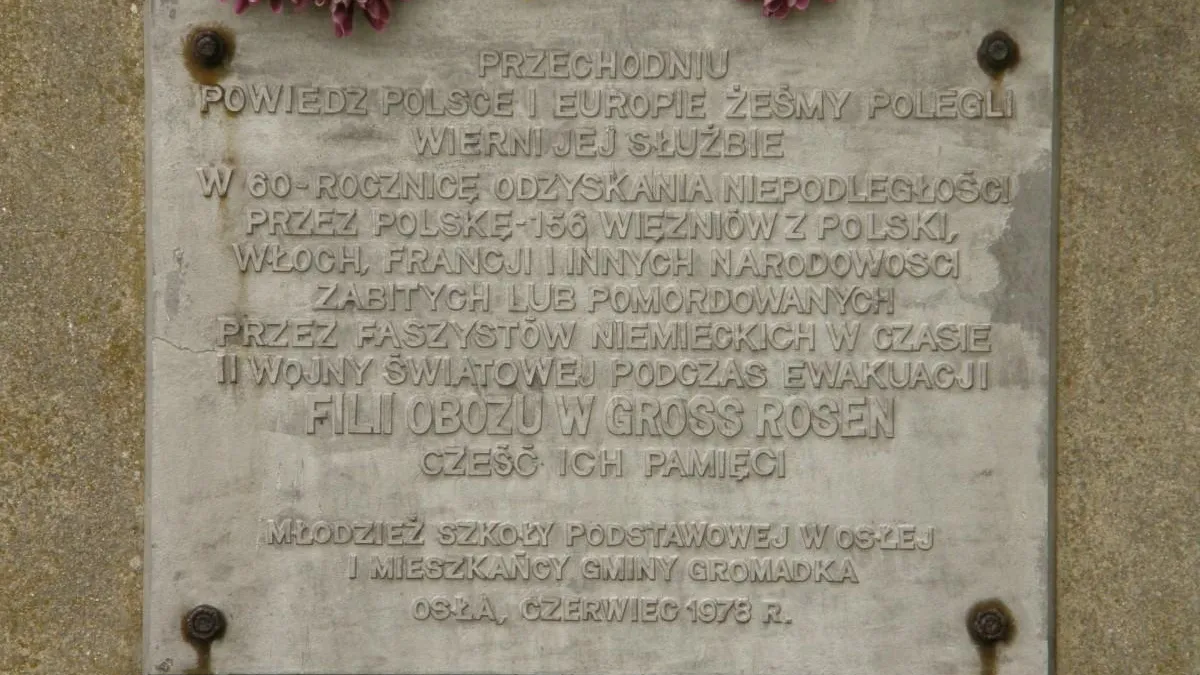 PRZECHODNIU
POWIEDZ POLSCE I EUROPIE ŻEŚMY POLEGLI
WIERNI JEJ SŁUŻBIE
W 60-ROCZNICĘ ODZYSKANIA NIEPODLEGŁOŚCI
PRZEZ POLSKĘ-156 WIĘŹNIÓW Z POLSKI,
WŁOCH, FRANCJI I INNYCH NARODOWOŚCI
ZABITYCH LUB POMORDOWANYCH
PRZEZ FASZYSTÓW NIEMIECKICH W CZASIE
II WOJNY ŚWIATOWEJ PODCZAS EWAKUACJI
FILII OBOZU W GROSS ROSEN
CZEŚĆ ICH PAMIĘCI
MŁODZIEŻ SZKOŁY PODSTAWOWEJ W OSŁEJ
I MIESZKAŃCY GMINY GROMADKA
OSŁA, CZERWIEC 1978 R.